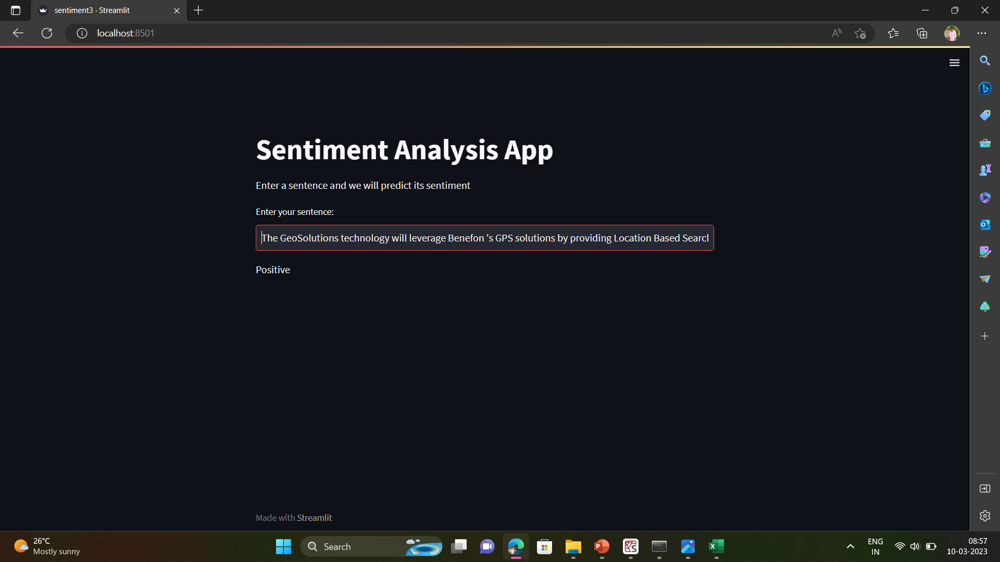 sentiment3 · Streamlit
localhost:8501
Sentiment Analysis App
Enter a sentence and we will predict its sentiment
Enter your sentence:
The GeoSolutions technology will leverage Benefon 's GPS solutions by providing Location Based
Positive
Made with Streamlit
26°C
Mostly sunny
Search
ENG
IN
08:57
10-03-2023